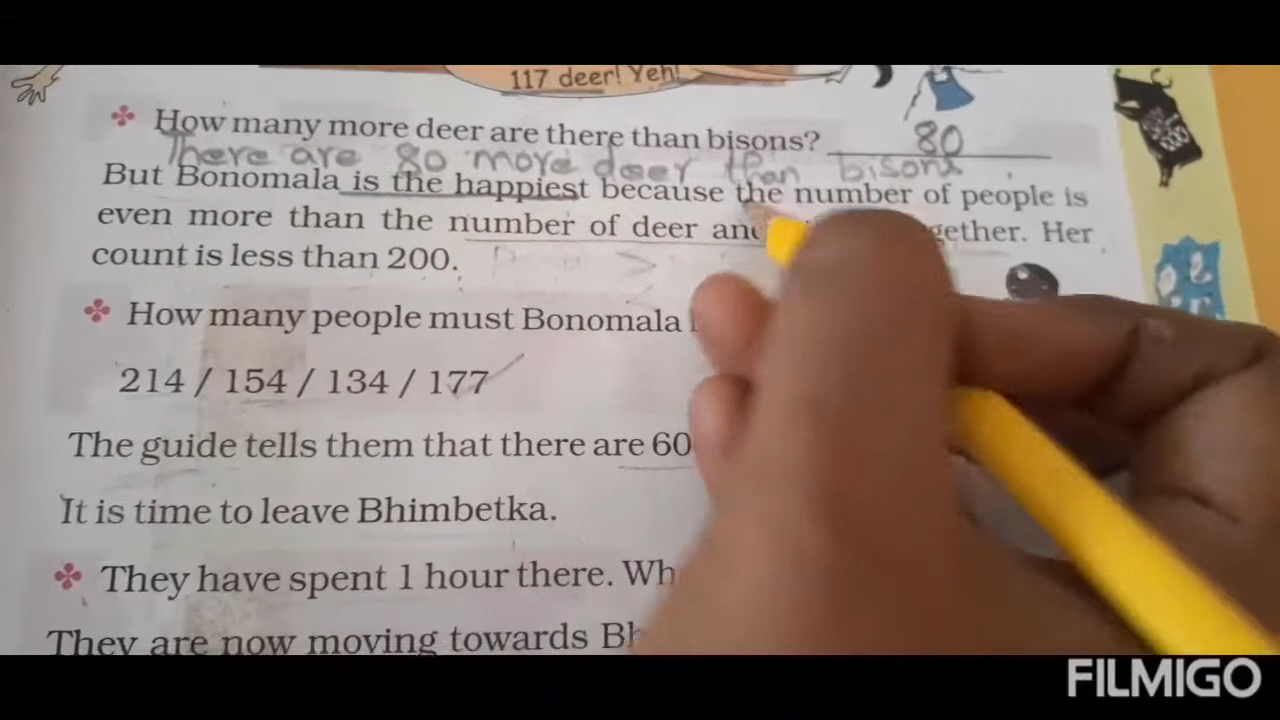 117 deer! Yeh!
How many more deer are there than bisons? 80
There are 80 more deer than bisons.
But Bonomala is the happiest because the number of people is
even more than the number of deer and gether. Her
count is less than 200.
How many people must Bonomala
214 / 154 / 134 / 177
The guide tells them that there are 60
It is time to leave Bhimbetka.
They have spent 1 hour there.
They are now moving towards
FILMIGO